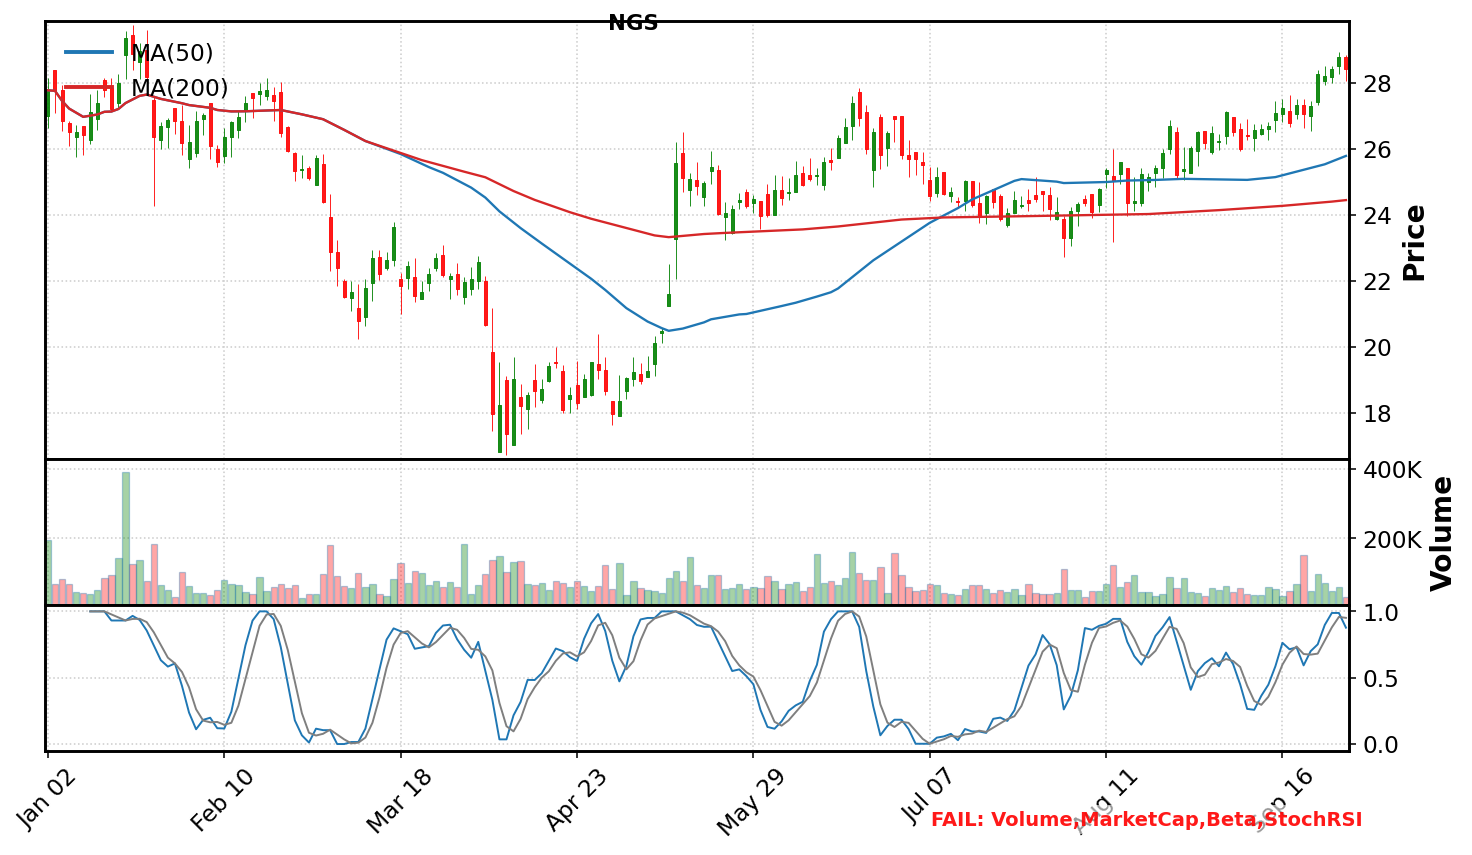 NGS
MA(50)
MA(200)
28
26
24
22
20
18
Price
400K
200K
Volume
1.0
0.5
0.0
Jan 02
Feb 10
Mar 18
Apr 23
May 29
Jul 07
Aug 11
Sep 16
FAIL: Volume,MarketCap,Beta,StochRSI